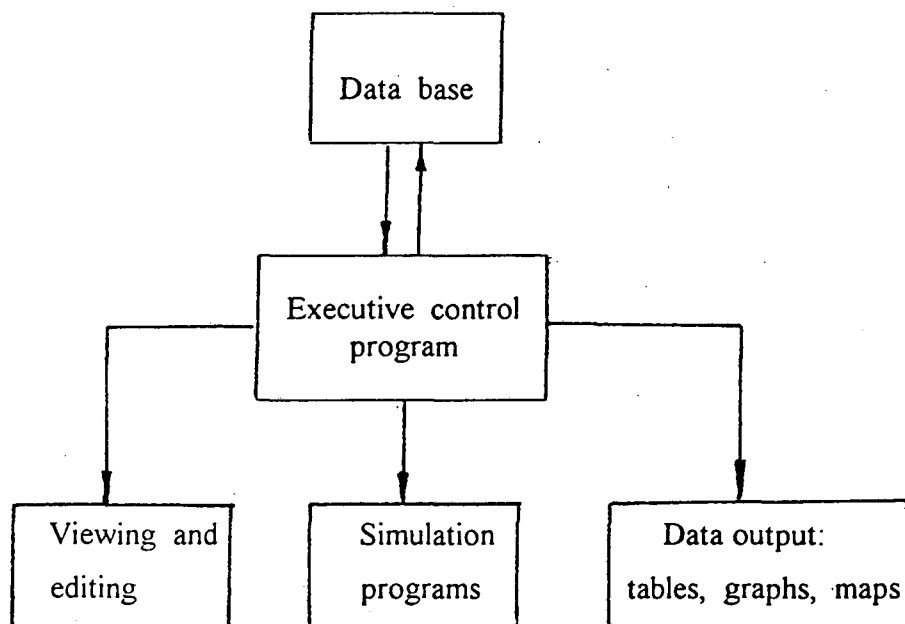 Data base
Executive control
program
Viewing and
editing
Simulation
programs
Data output:
tables, graphs, maps